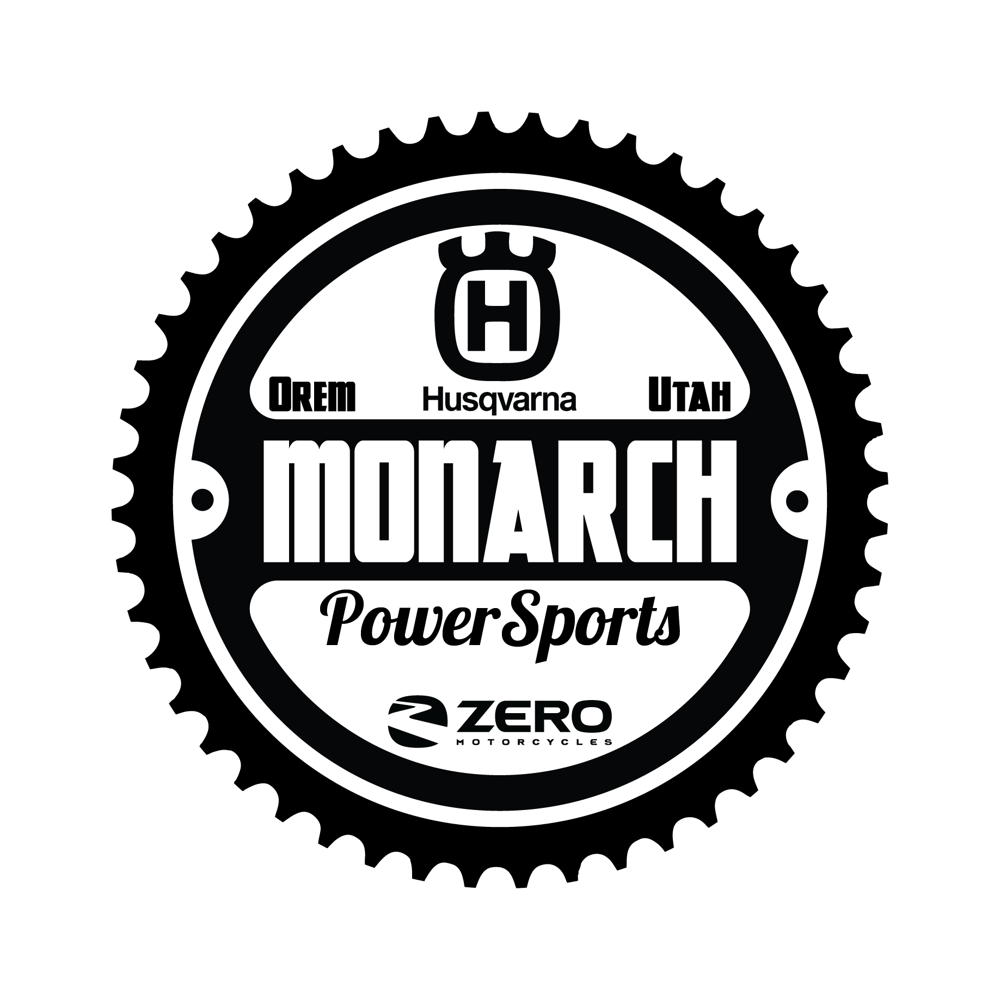 H
Orem Husqvarna Utah
MONARCH
PowerSports
ZERO
MOTORCYCLES